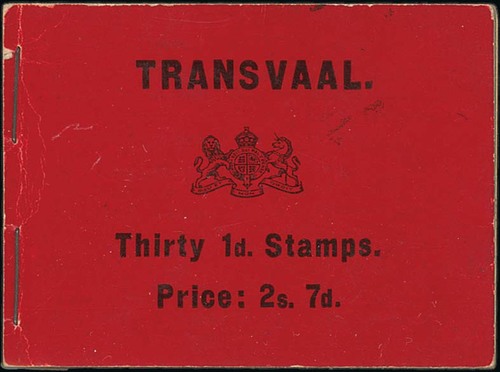 TRANSVAAL.
Thirty 1d. Stamps.
Price: 2s. 7d.